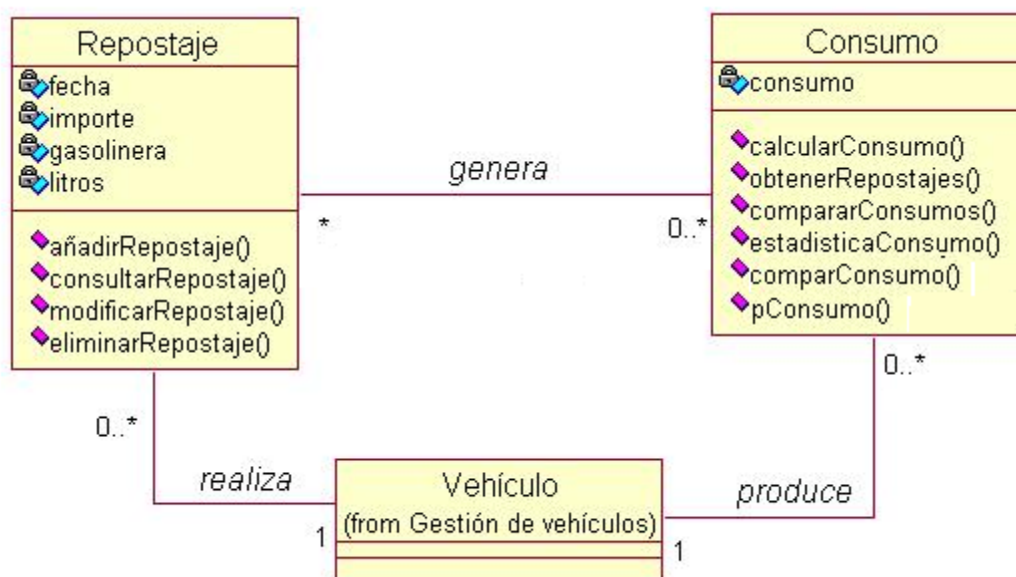 Repostaje
fecha
importe
gasolinera
litros
añadirRepostaje()
consultarRepostaje()
modificarRepostaje()
eliminarRepostaje()
genera
*
0..*
Consumo
consumo
calcularConsumo()
obtenerRepostajes()
compararConsumos()
estadisticaConsumo()
comparConsumo()
pConsumo()
0..*
0..*
realiza
1
Vehículo
(from Gestión de vehículos)
produce
1